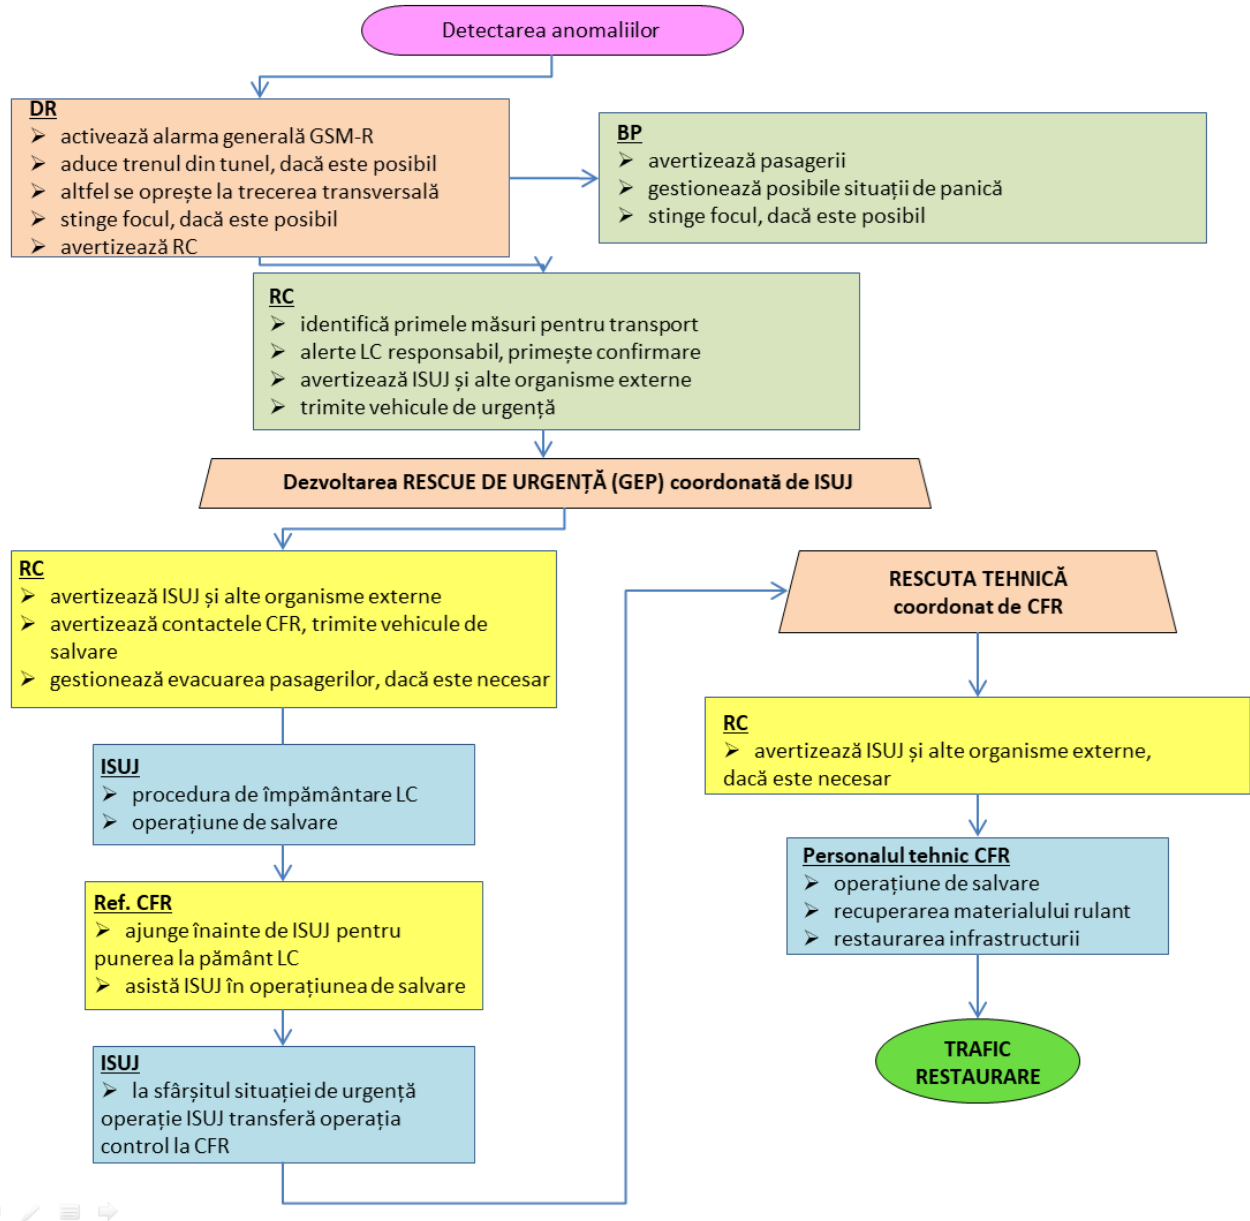 Detectarea anomaliilor
DR
➢ activează alarma generală GSM-R
➢ aduce trenul din tunel, dacă este posibil
➢ altfel se oprește la trecerea transversală
➢ stinge focul, dacă este posibil
➢ avertizează RC
BP
➢ avertizează pasagerii
➢ gestionează posibile situații de panică
➢ stinge focul, dacă este posibil
RC
➢ identifică primele măsuri pentru transport
➢ alerte LC responsabil, primește confirmare
➢ avertizează ISUJ și alte organisme externe
➢ trimite vehicule de urgență
Dezvoltarea RESCUE DE URGENȚĂ (GEP) coordonată de ISUJ
RC
➢ avertizează ISUJ și alte organisme externe
➢ avertizează contactele CFR, trimite vehicule de
salvare
➢ gestionează evacuarea pasagerilor, dacă este necesar
ISUJ
➢ procedura de împământare LC
➢ operațiune de salvare
Ref. CFR
➢ ajunge înainte de ISUJ pentru
punerea la pământ LC
➢ asistă ISUJ în operațiunea de salvare
ISUJ
➢ la sfârșitul situației de urgență
operație ISUJ transferă operația
control la CFR
RESCUTA TEHNICĂ
coordonat de CFR
RC
➢ avertizează ISUJ și alte organisme externe,
dacă este necesar
Personalul tehnic CFR
➢ operațiune de salvare
➢ recuperarea materialului rulant
➢ restaurarea infrastructurii
TRAFIC
RESTAURARE